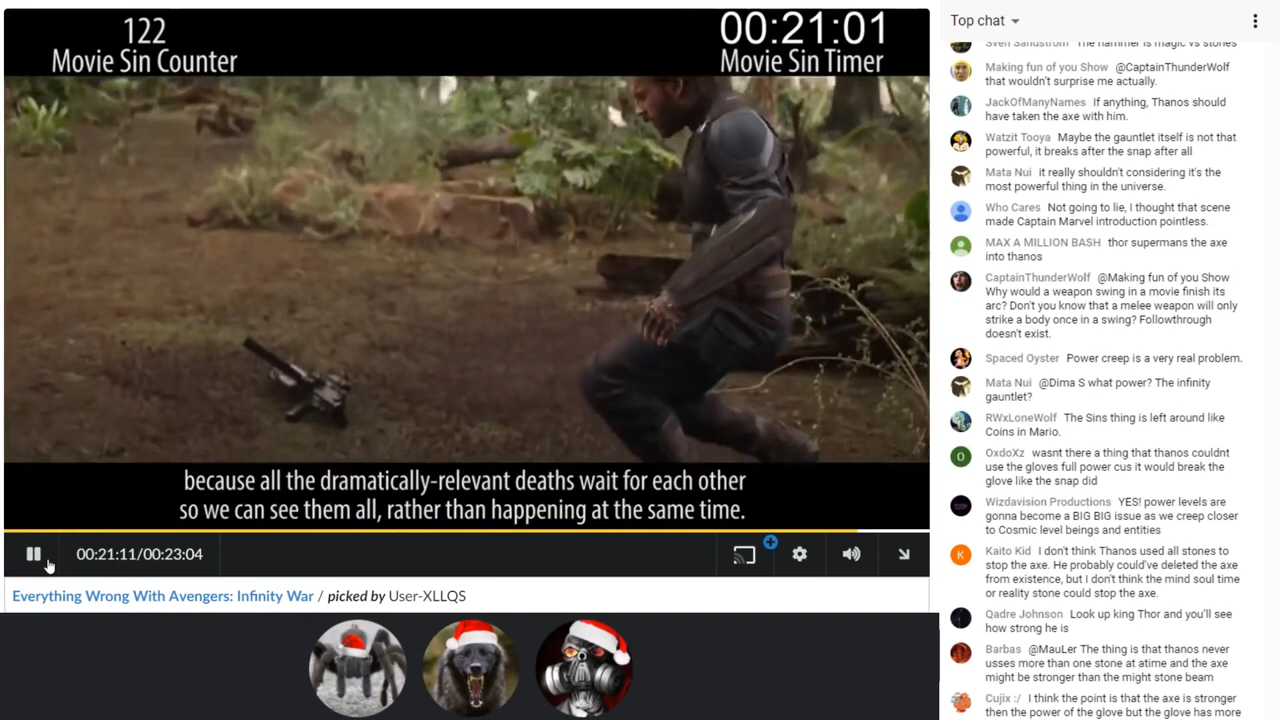 122
Movie Sin Counter
00:21:01
Movie Sin Timer
because all the dramatically-relevant deaths wait for each other
so we can see them all, rather than happening at the same time.
00:21:11/00:23:04
Everything Wrong With Avengers: Infinity War / picked by User-XLLQS
Top chat
Sven Sandstrom The hammer is magic vs stones
Making fun of you Show @CaptainThunderWolf
that wouldn't surprise me actually.
JackOfManyNames If anything, Thanos should
have taken the axe with him.
Watzit Tooya Maybe the gauntlet itself is not that
powerful, it breaks after the snap after all
Mata Nui it really shouldn't considering it's the
most powerful thing in the universe.
Who Cares Not going to lie, I thought that scene
made Captain Marvel introduction pointless.
MAX A MILLION BASH thor supermans the axe
into thanos
CaptainThunderWolf @Making fun of you Show
Why would a weapon swing in a movie finish its
arc? Don't you know that a melee weapon will only
strike a body once in a swing? Followthrough
doesn't exist.
Spaced Oyster Power creep is a very real problem.
Mata Nui @Dima S what power? The infinity
gauntlet?
RWxLoneWolf The Sins thing is left around like
Coins in Mario.
O
OxdoXz wasnt there a thing that thanos couldnt
use the gloves full power cus it would break the
glove like the snap did
Wizdavision Productions YES! power levels are
gonna become a BIG BIG issue as we creep closer
to Cosmic level beings and entities
K
Kaito Kid I don't think Thanos used all stones to
stop the axe. He probably could've deleted the axe
from existence, but I don't think the mind soul time
or reality stone could stop the axe.
Qadre Johnson Look up king Thor and you'll see
how strong he is
Barbas @MauLer The thing is that thanos never
usses more than one stone at atime and the axe
might be stronger than the might stone beam
Cujix :/ I think the point is that the axe is stronger
then the power of the glove but the glove has more